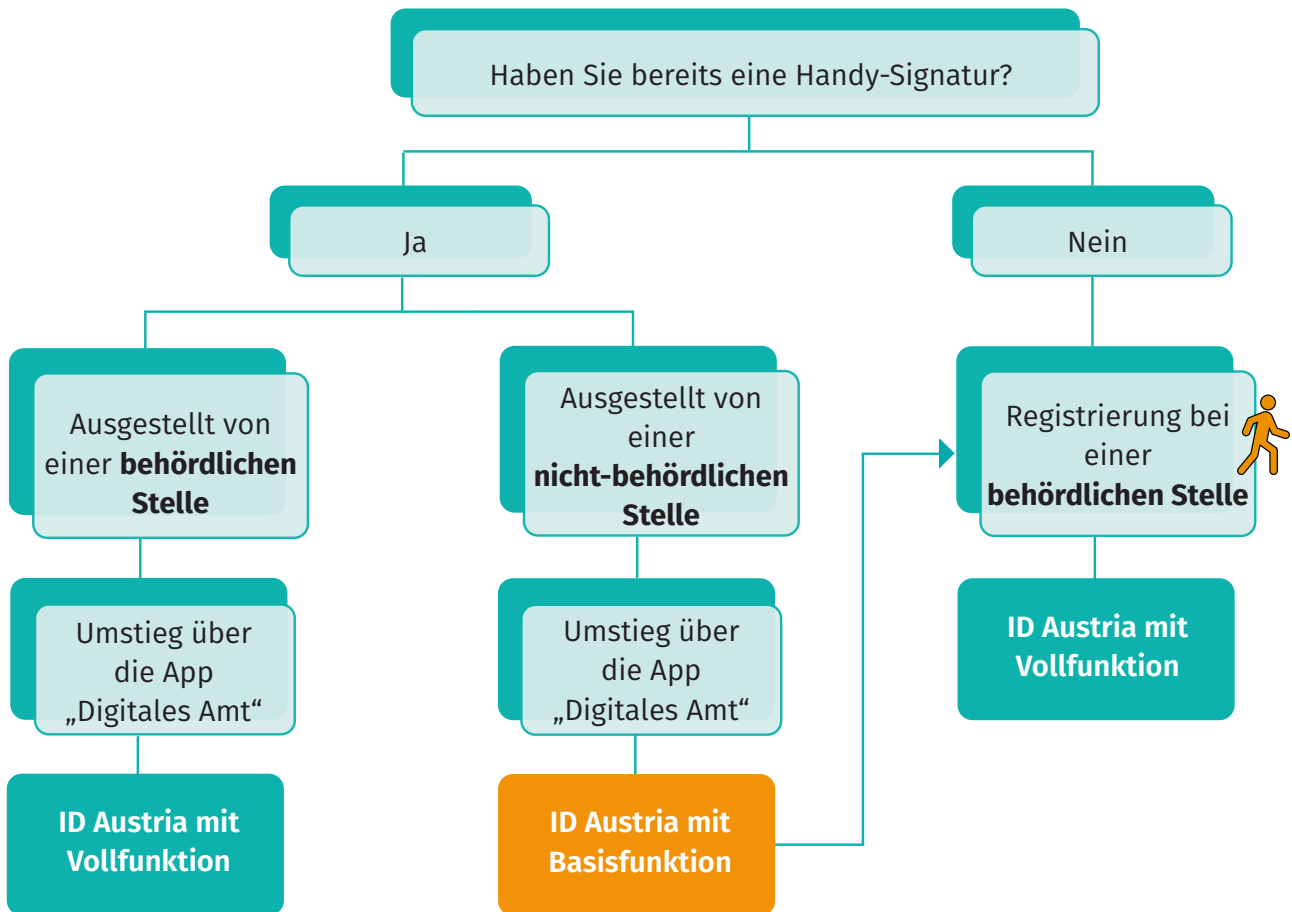 Haben Sie bereits eine Handy-Signatur?
Ja
Nein
Ausgestellt von
einer behördlichen
Stelle
Ausgestellt von
einer
nicht-behördlichen
Stelle
Registrierung bei
einer
behördlichen Stelle
Umstieg über
die App
„Digitales Amt“
Umstieg über
die App
„Digitales Amt“
ID Austria mit
Vollfunktion
ID Austria mit
Vollfunktion
ID Austria mit
Basisfunktion